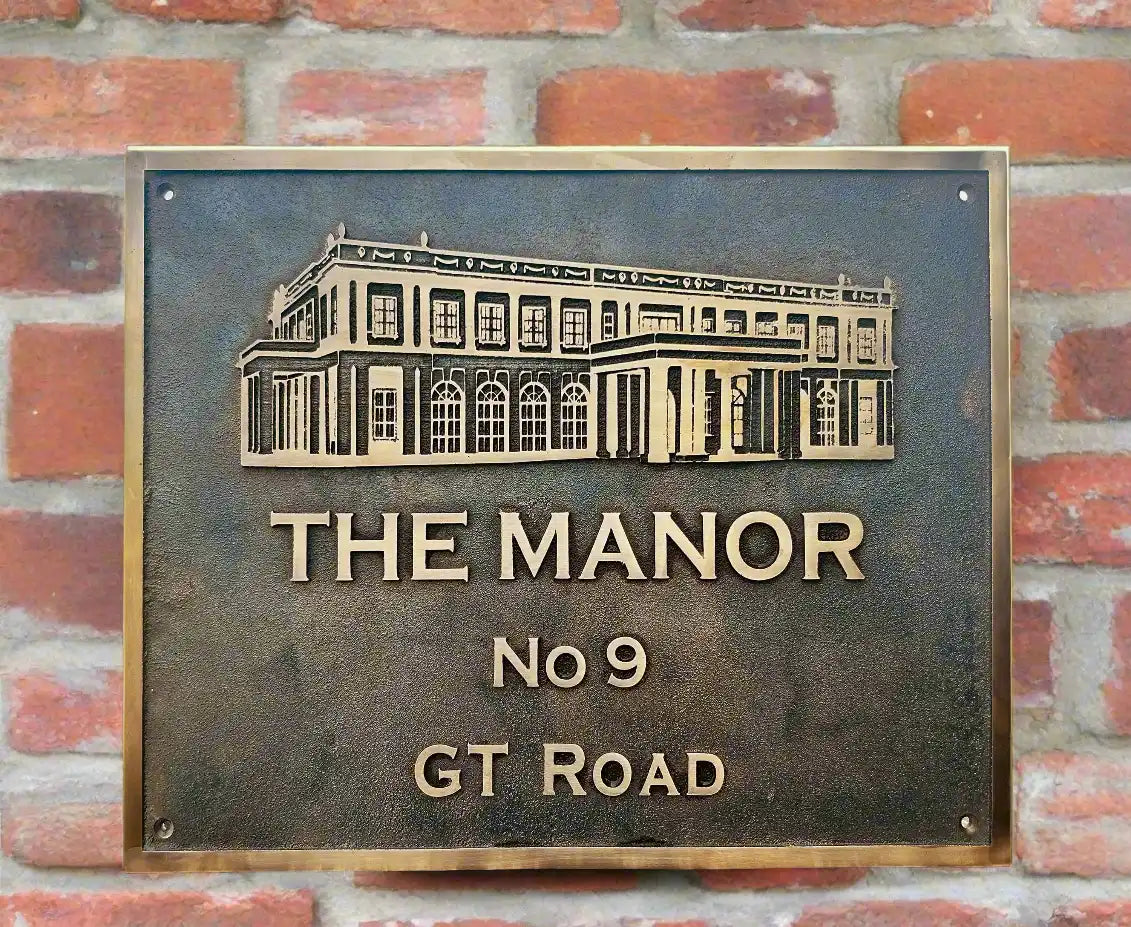 THE MANOR
No 9
GT ROAD